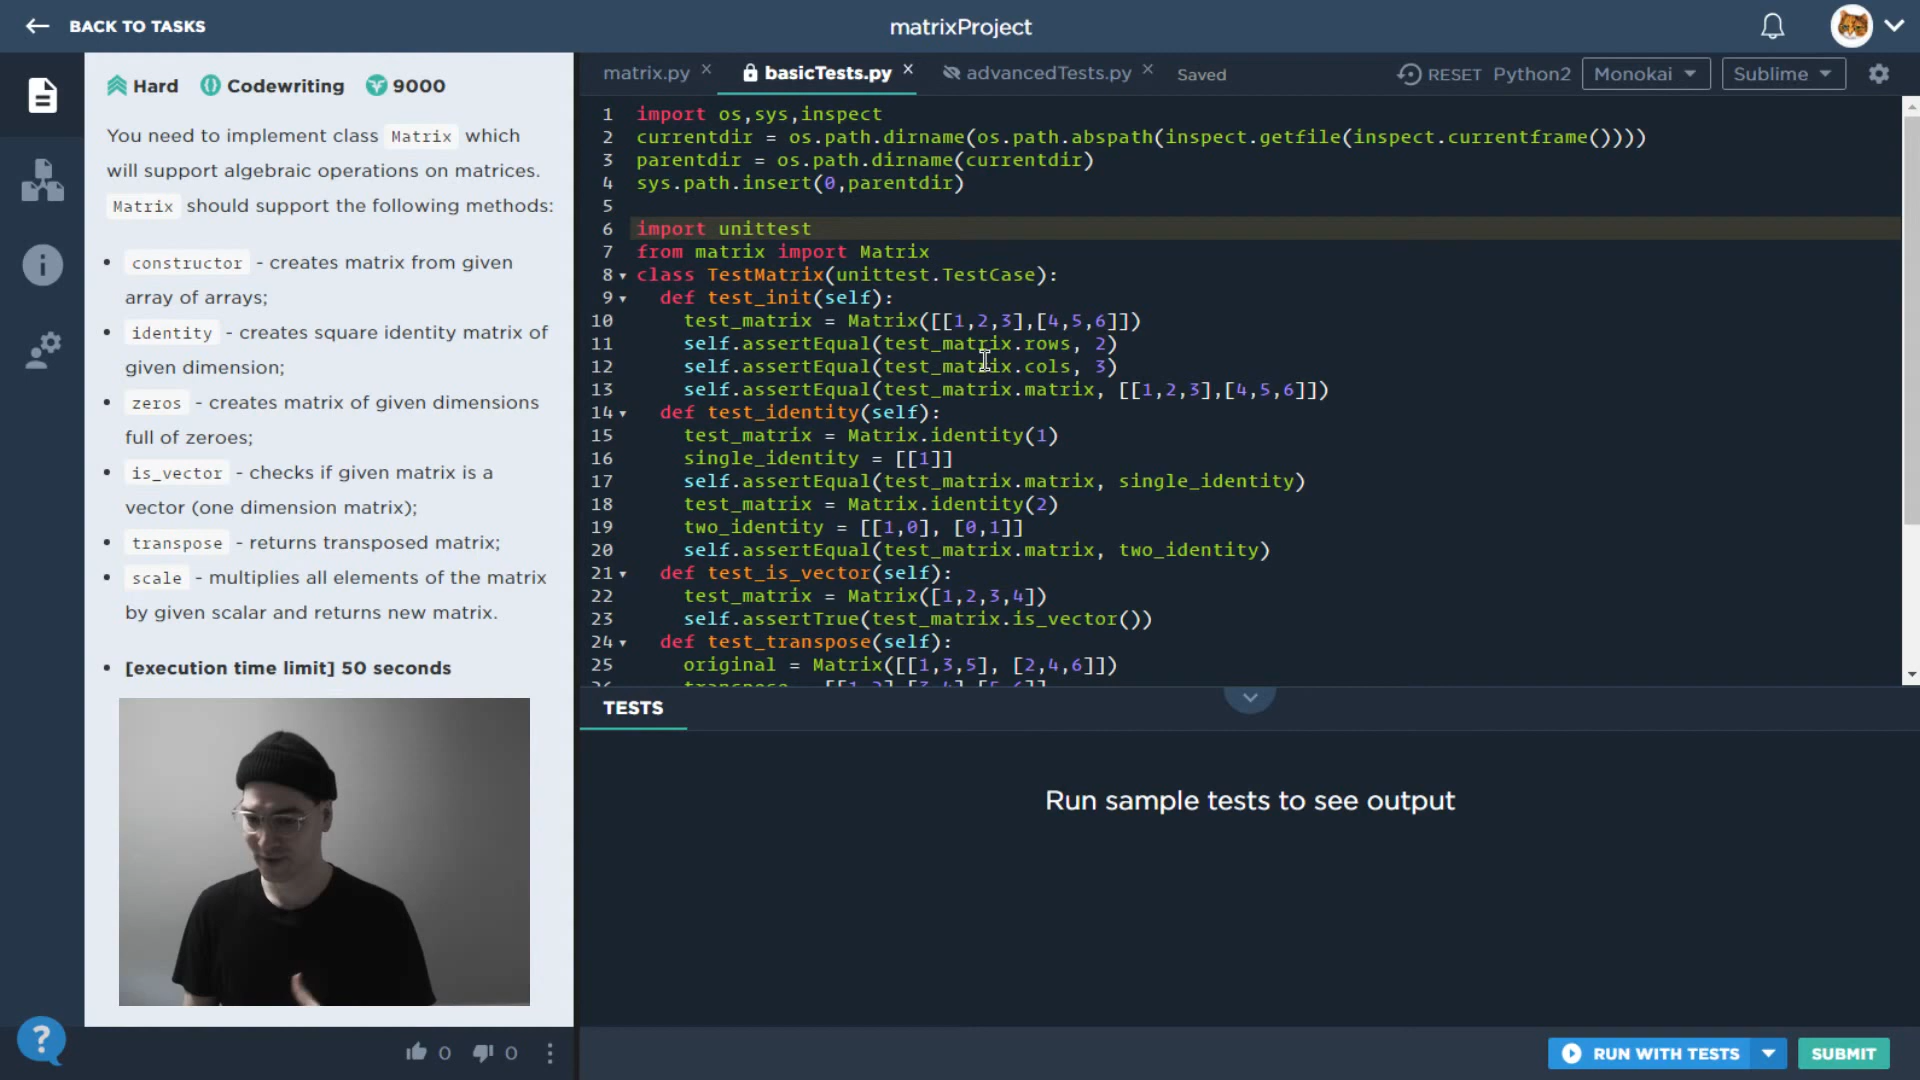 BACK TO TASKS
matrixProject
Hard Codewriting 9000
You need to implement class Matrix which
will support algebraic operations on matrices.
Matrix should support the following methods:
constructor - creates matrix from given
array of arrays;
identity - creates square identity matrix of
given dimension;
zeros - creates matrix of given dimensions
full of zeroes;
is_vector - checks if given matrix is a
vector (one dimension matrix);
transpose - returns transposed matrix;
scale - multiplies all elements of the matrix
by given scalar and returns new matrix.
[execution time limit] 50 seconds
0 0
matrix.py basicTests.py advancedTests.py Saved RESET Python2 Monokai Sublime
1 import os,sys,inspect
2 currentdir = os.path.dirname(os.path.abspath(inspect.getfile(inspect.currentframe())))
3 parentdir = os.path.dirname(currentdir)
4 sys.path.insert(0,parentdir)
5
6 import unittest
7 from matrix import Matrix
8 class TestMatrix(unittest.TestCase):
9 def test_init(self):
10 test_matrix = Matrix([[1,2,3],[4,5,6]])
11 self.assertEqual(test_matrix.rows, 2)
12 self.assertEqual(test_matrix.cols, 3)
13 self.assertEqual(test_matrix.matrix, [[1,2,3],[4,5,6]])
14 def test_identity(self):
15 test_matrix = Matrix.identity(1)
16 single_identity = [[1]]
17 self.assertEqual(test_matrix.matrix, single_identity)
18 test_matrix = Matrix.identity(2)
19 two_identity = [[1,0], [0,1]]
20 self.assertEqual(test_matrix.matrix, two_identity)
21 def test_is_vector(self):
22 test_matrix = Matrix([1,2,3,4])
23 self.assertTrue(test_matrix.is_vector())
24 def test_transpose(self):
25 original = Matrix([[1,3,5], [2,4,6]])
TESTS
Run sample tests to see output
?
RUN WITH TESTS SUBMIT